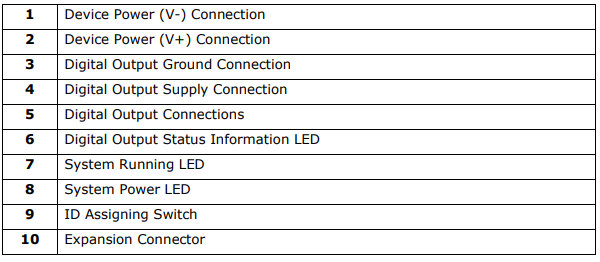 1 Device Power (V-) Connection
2 Device Power (V+) Connection
3 Digital Output Ground Connection
4 Digital Output Supply Connection
5 Digital Output Connections
6 Digital Output Status Information LED
7 System Running LED
8 System Power LED
9 ID Assigning Switch
10 Expansion Connector